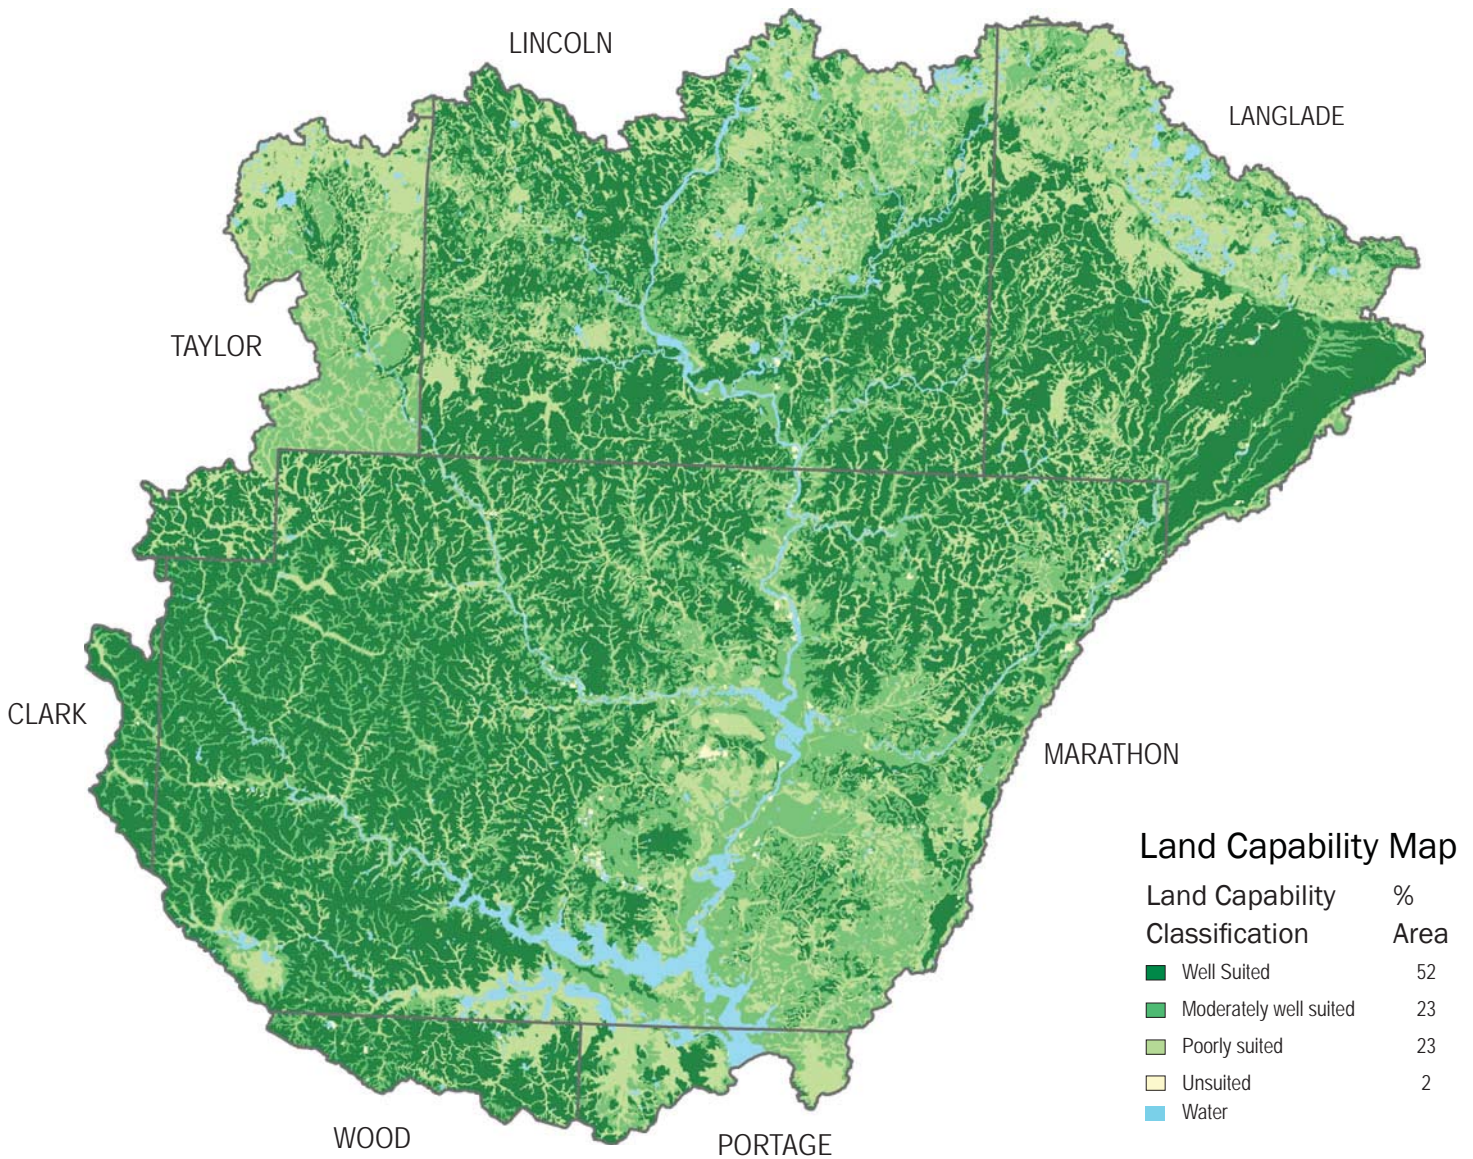 LINCOLN
LANGLADE
TAYLOR
CLARK
MARATHON
WOOD
PORTAGE
Land Capability Map
Land Capability %
Classification Area
Well Suited 52
Moderately well suited 23
Poorly suited 23
Unsuited 2
Water